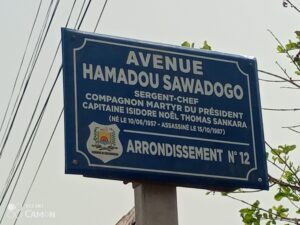 AVENUE
HAMADOU SAWADOGO
SERGENT-CHEF
COMPAGNON MARTYR DU PRÉSIDENT
CAPITAINE ISIDORE NOËL THOMAS SANKARA
(NÉ LE 10/06/1957 - ASSASSINÉ LE 15/10/1987)
ARRONDISSEMENT N° 12
CAMON